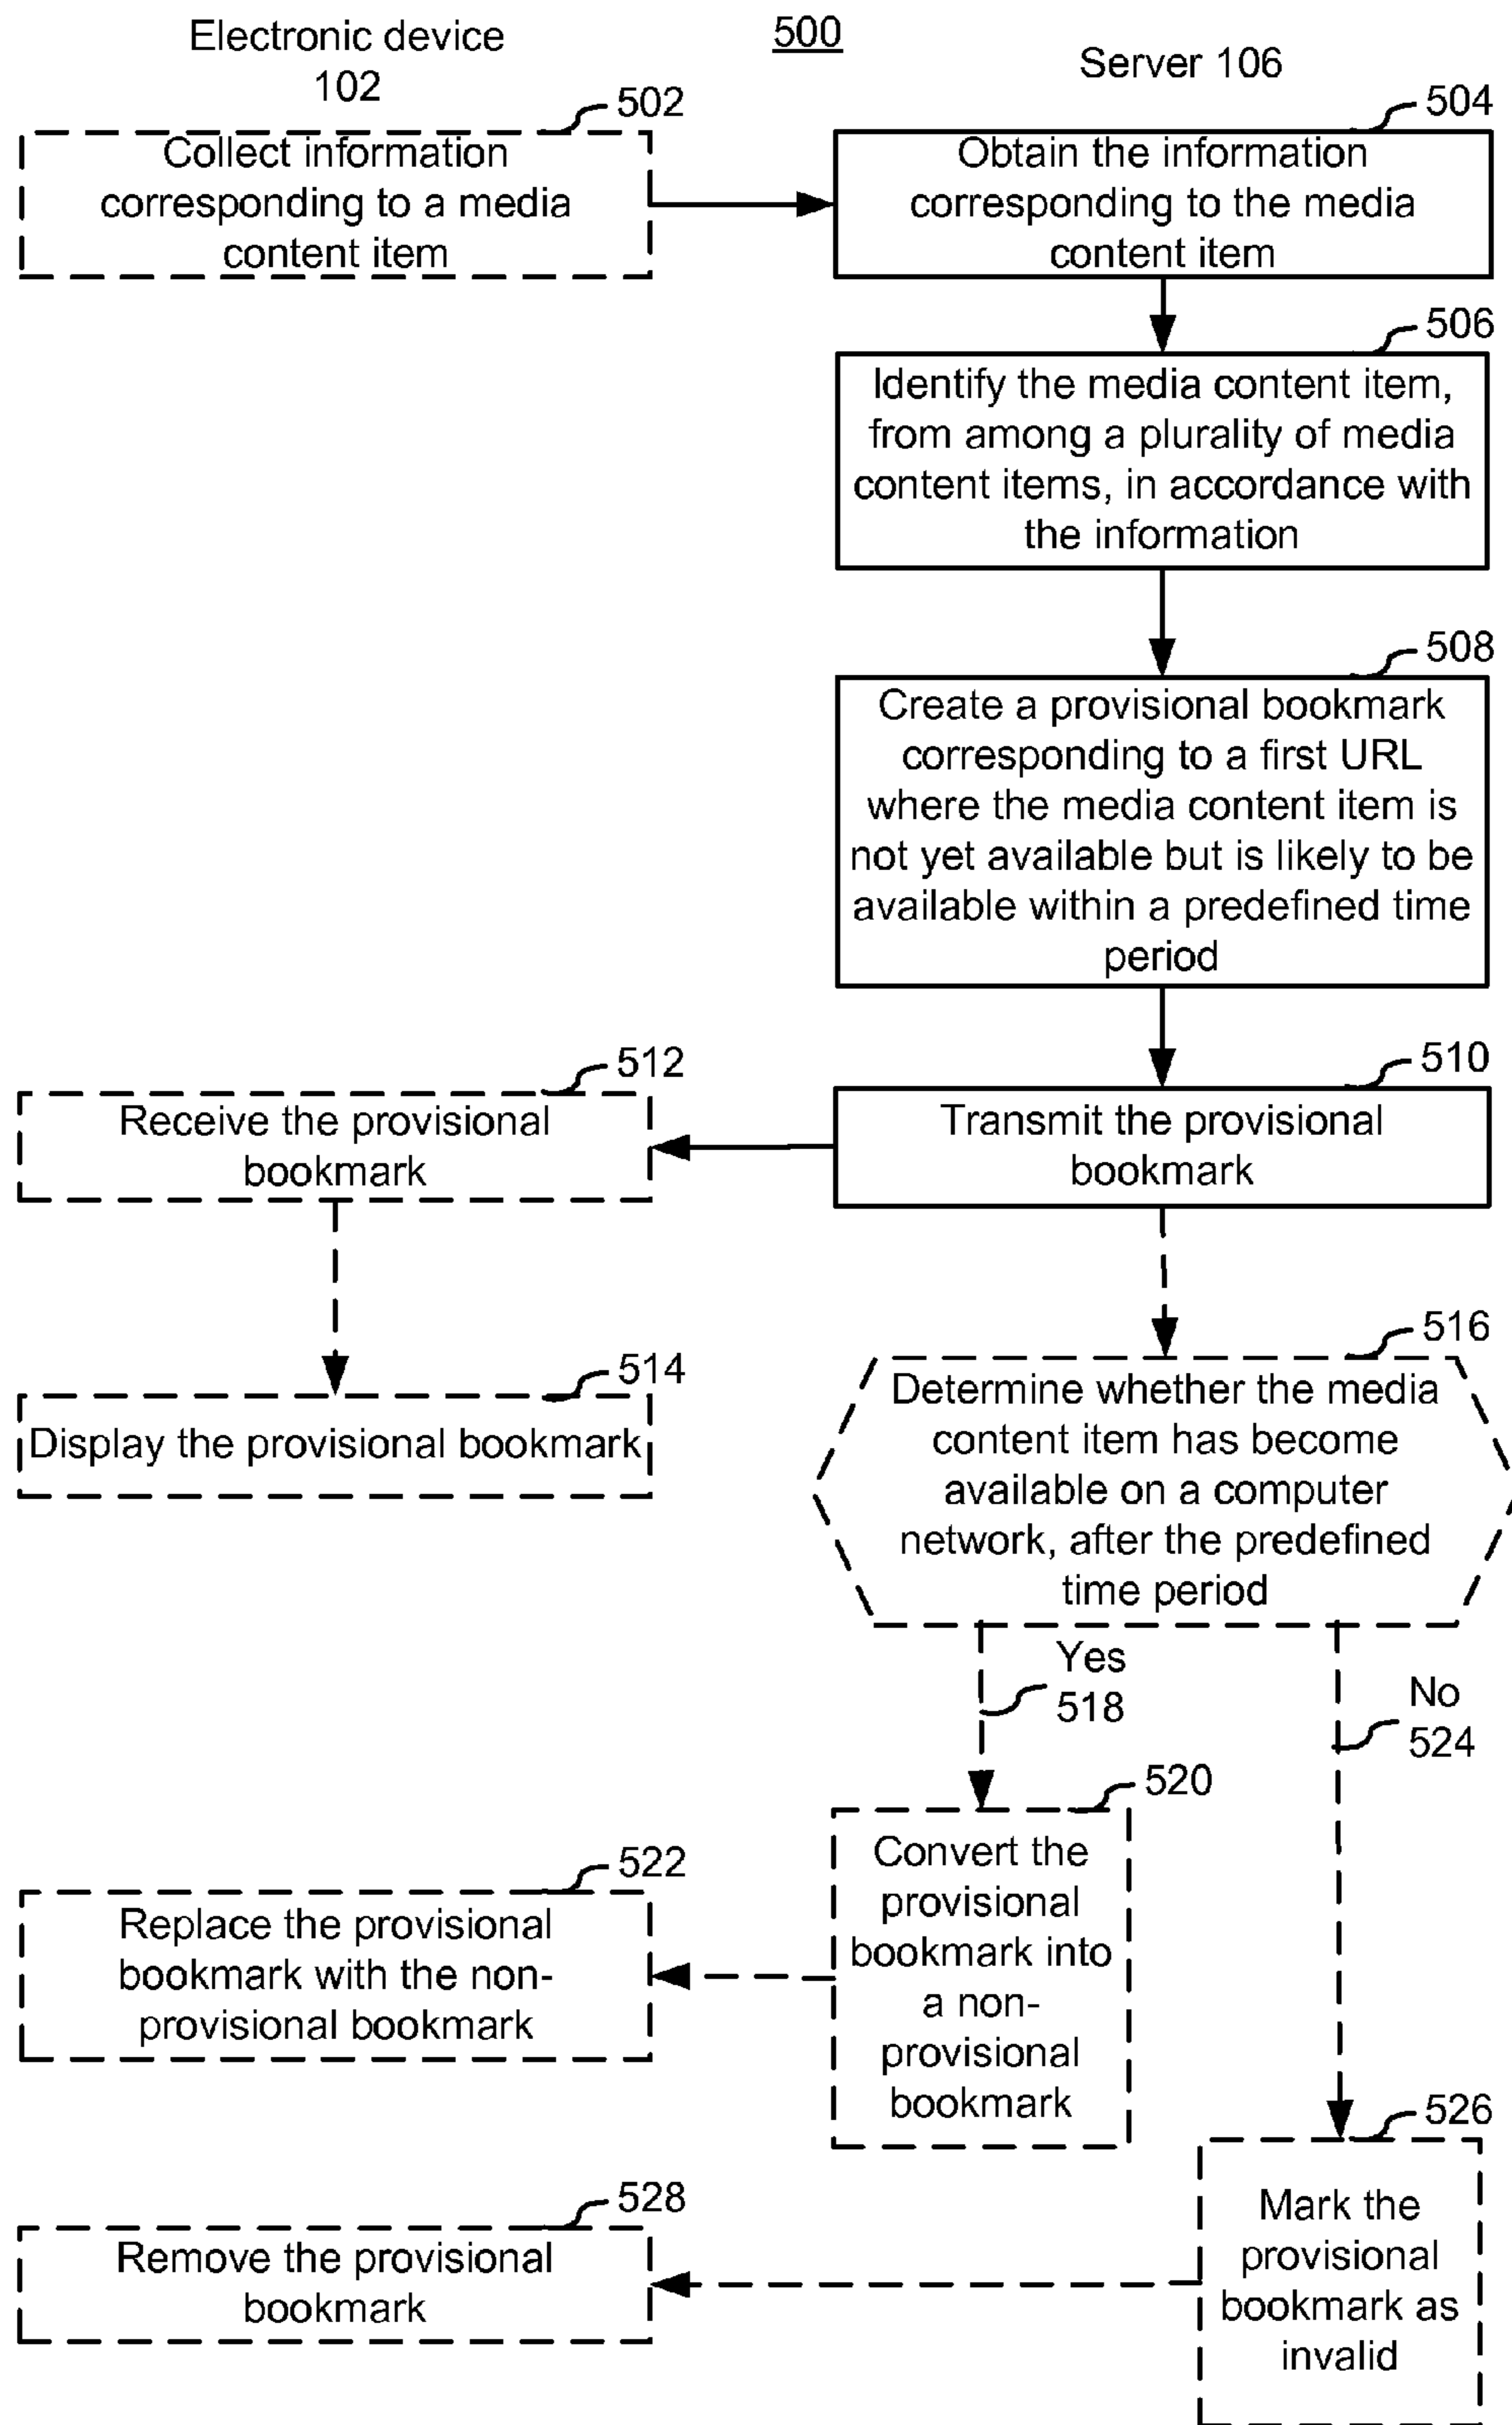 Electronic device
102
500
Server 106
502
Collect information
corresponding to a media
content item
504
Obtain the information
corresponding to the media
content item
506
Identify the media content item,
from among a plurality of media
content items, in accordance with
the information
508
Create a provisional bookmark
corresponding to a first URL
where the media content item is
not yet available but is likely to be
available within a predefined time
period
512
Receive the provisional
bookmark
510
Transmit the provisional
bookmark
514
Display the provisional bookmark
516
Determine whether the media
content item has become
available on a computer
network, after the predefined
time period
Yes
518
No
524
520
Convert the
provisional
bookmark into
a non-
provisional
bookmark
522
Replace the provisional
bookmark with the non-
provisional bookmark
526
Mark the
provisional
bookmark as
invalid
528
Remove the provisional
bookmark